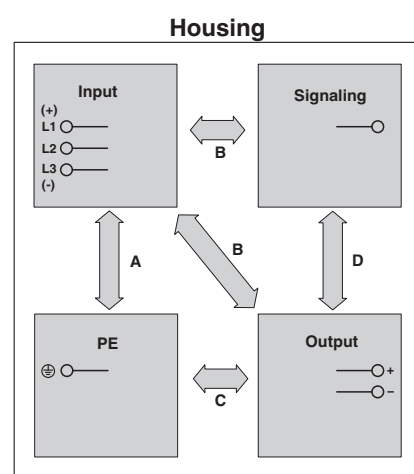 Housing
Input
Signaling
(+)
L1
L2
L3
(-)
B
A
B
D
PE
Output
+
−
C